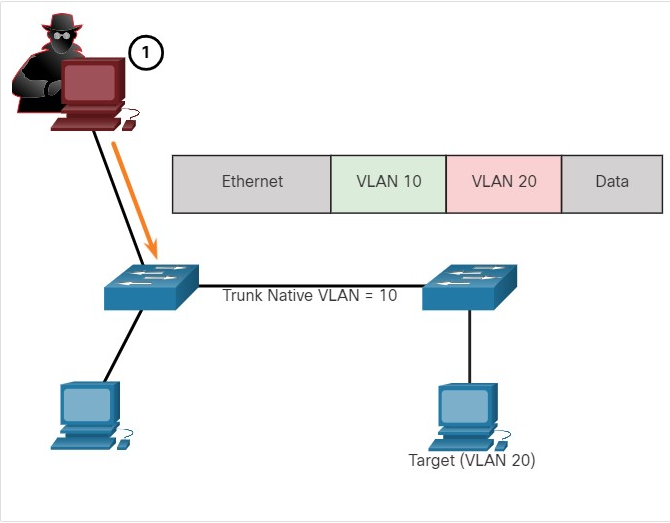 1
Ethernet VLAN 10 VLAN 20 Data
Trunk Native VLAN = 10
Target (VLAN 20)